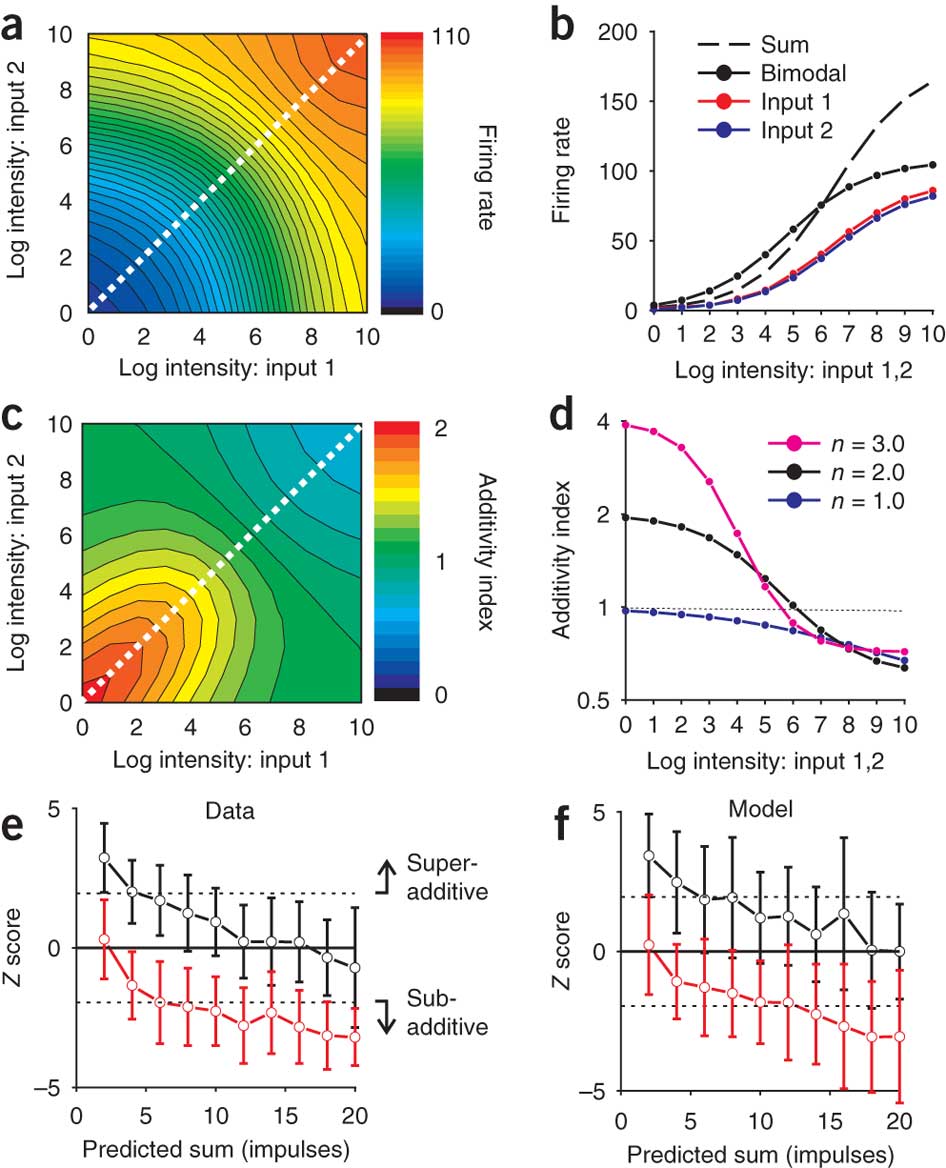 a
Log intensity: input 2
10
8
6
4
2
0
0 2 4 6 8 10
Log intensity: input 1
110
0
Firing rate
b
Firing rate
200
150
100
50
0
Sum
Bimodal
Input 1
Input 2
0 1 2 3 4 5 6 7 8 9 10
Log intensity: input 1,2
c
Log intensity: input 2
10
8
6
4
2
0
0 2 4 6 8 10
Log intensity: input 1
2
1
0
Additivity index
d
Additivity index
4
2
1
0.5
n = 3.0
n = 2.0
n = 1.0
0 1 2 3 4 5 6 7 8 9 10
Log intensity: input 1,2
e
Data
Z score
5
0
–5
Super-
additive
Sub-
additive
0 5 10 15 20
Predicted sum (impulses)
f
Model
Z score
5
0
–5
0 5 10 15 20
Predicted sum (impulses)